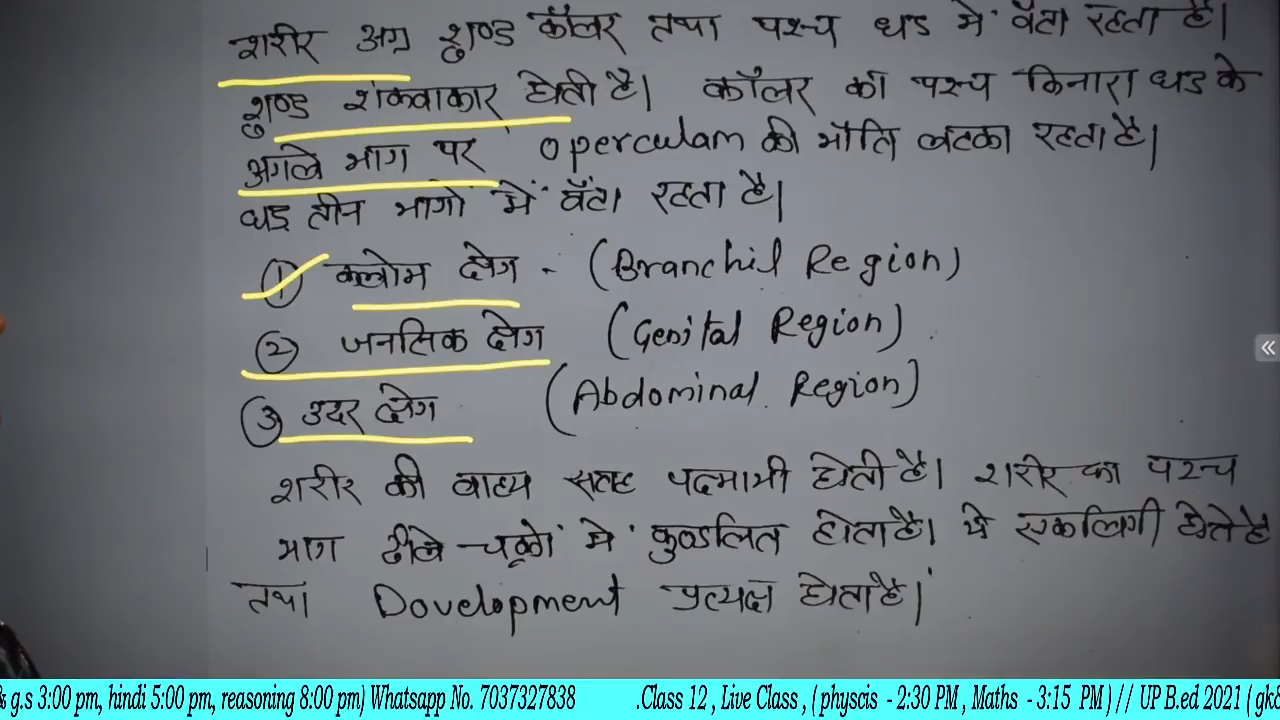 शरीर अग्र शुण्ड कॉलर तथा पश्च धड में बँटा रहता है।
शुण्ड शंक्वाकार होती है। कॉलर का पश्च किनारा धड के
अगले भाग पर operculam की भाँति लटका रहता है।
धड तीन भागों में बँटा रहता है।
① क्लोम क्षेत्र - (Branchil Region)
② जनसिक क्षेत्र (Genital Region)
③ उदर क्षेत्र (Abdominal Region)
शरीर की वाह्य सतह पक्ष्माभी होती है। शरीर का पश्च
भाग ढीले चक्रों में कुण्डलित होता है। ये एकलिंगी होते है
तथा Dovelopment प्रत्यक्ष होता है।
& g.s 3:00 pm, hindi 5:00 pm, reasoning 8:00 pm) Whatsapp No. 7037327838 .Class 12 , Live Class , ( physcis - 2:30 PM , Maths - 3:15 PM ) // UP B.ed 2021 ( gk&